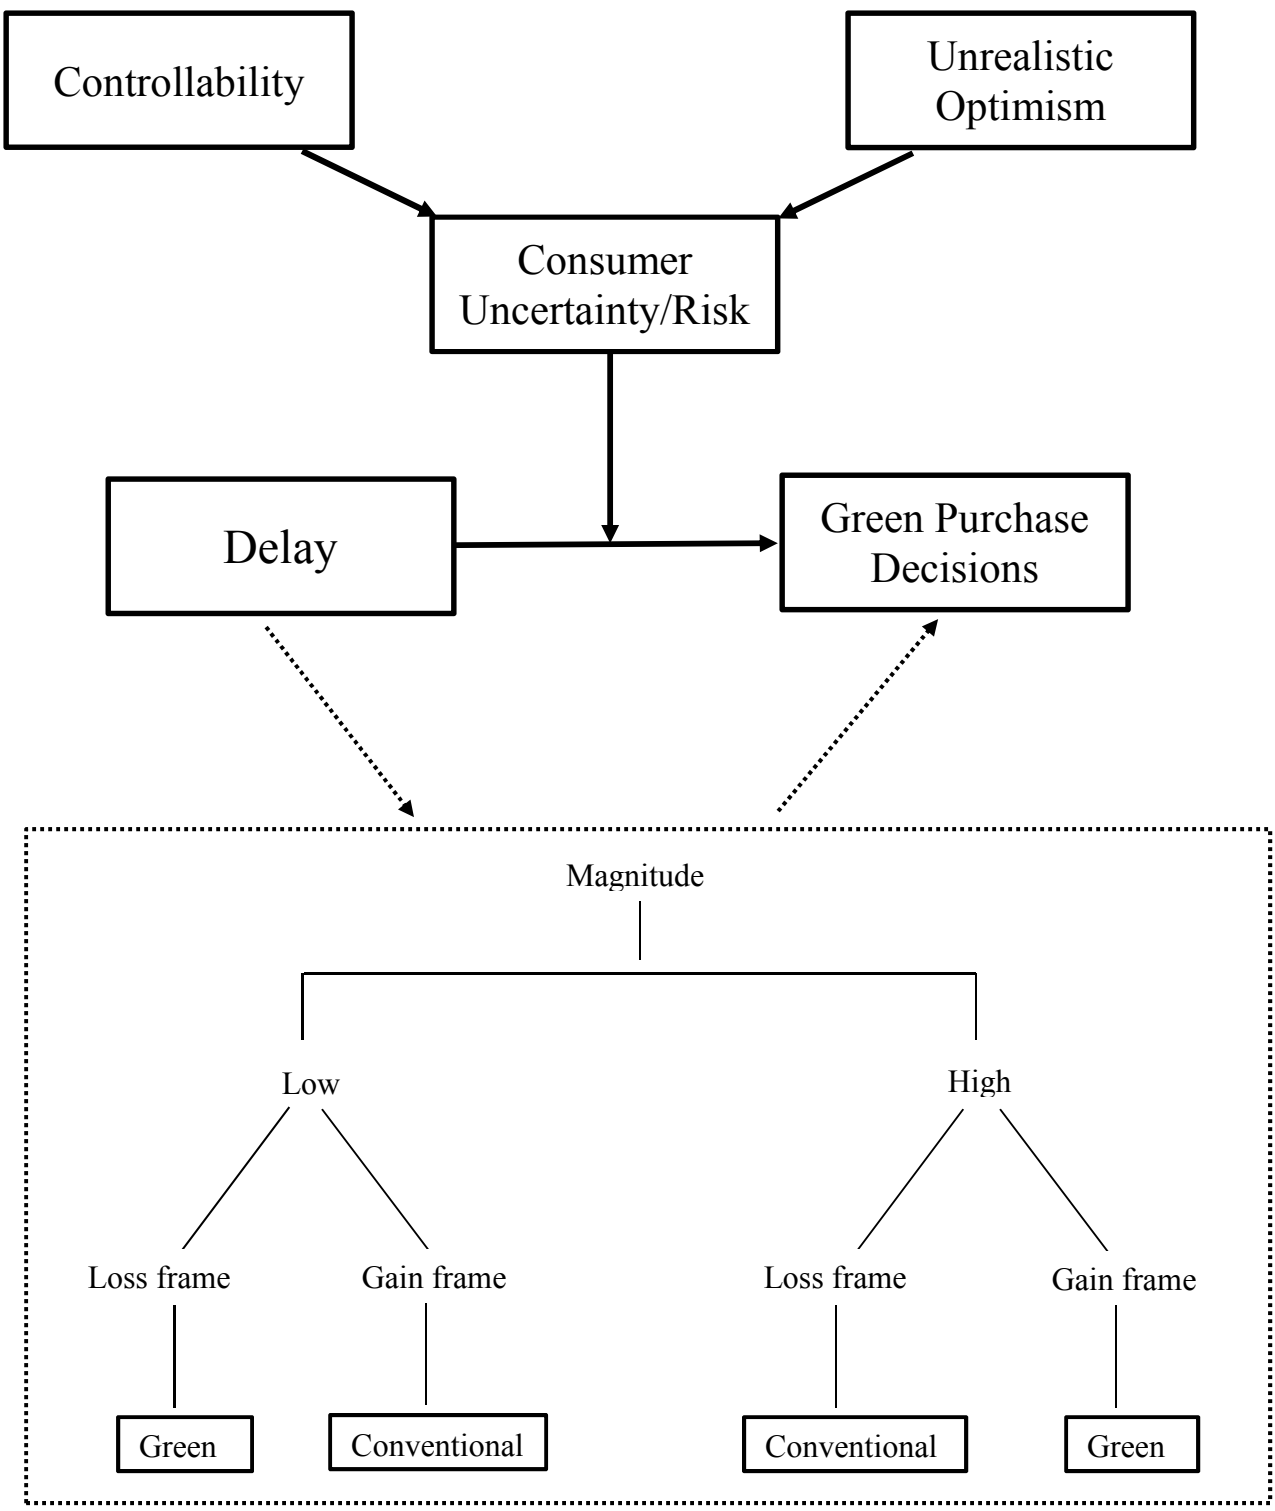 Controllability
Unrealistic
Optimism
Consumer
Uncertainty/Risk
Delay
Green Purchase
Decisions
Magnitude
Low
High
Loss frame
Gain frame
Loss frame
Gain frame
Green
Conventional
Conventional
Green